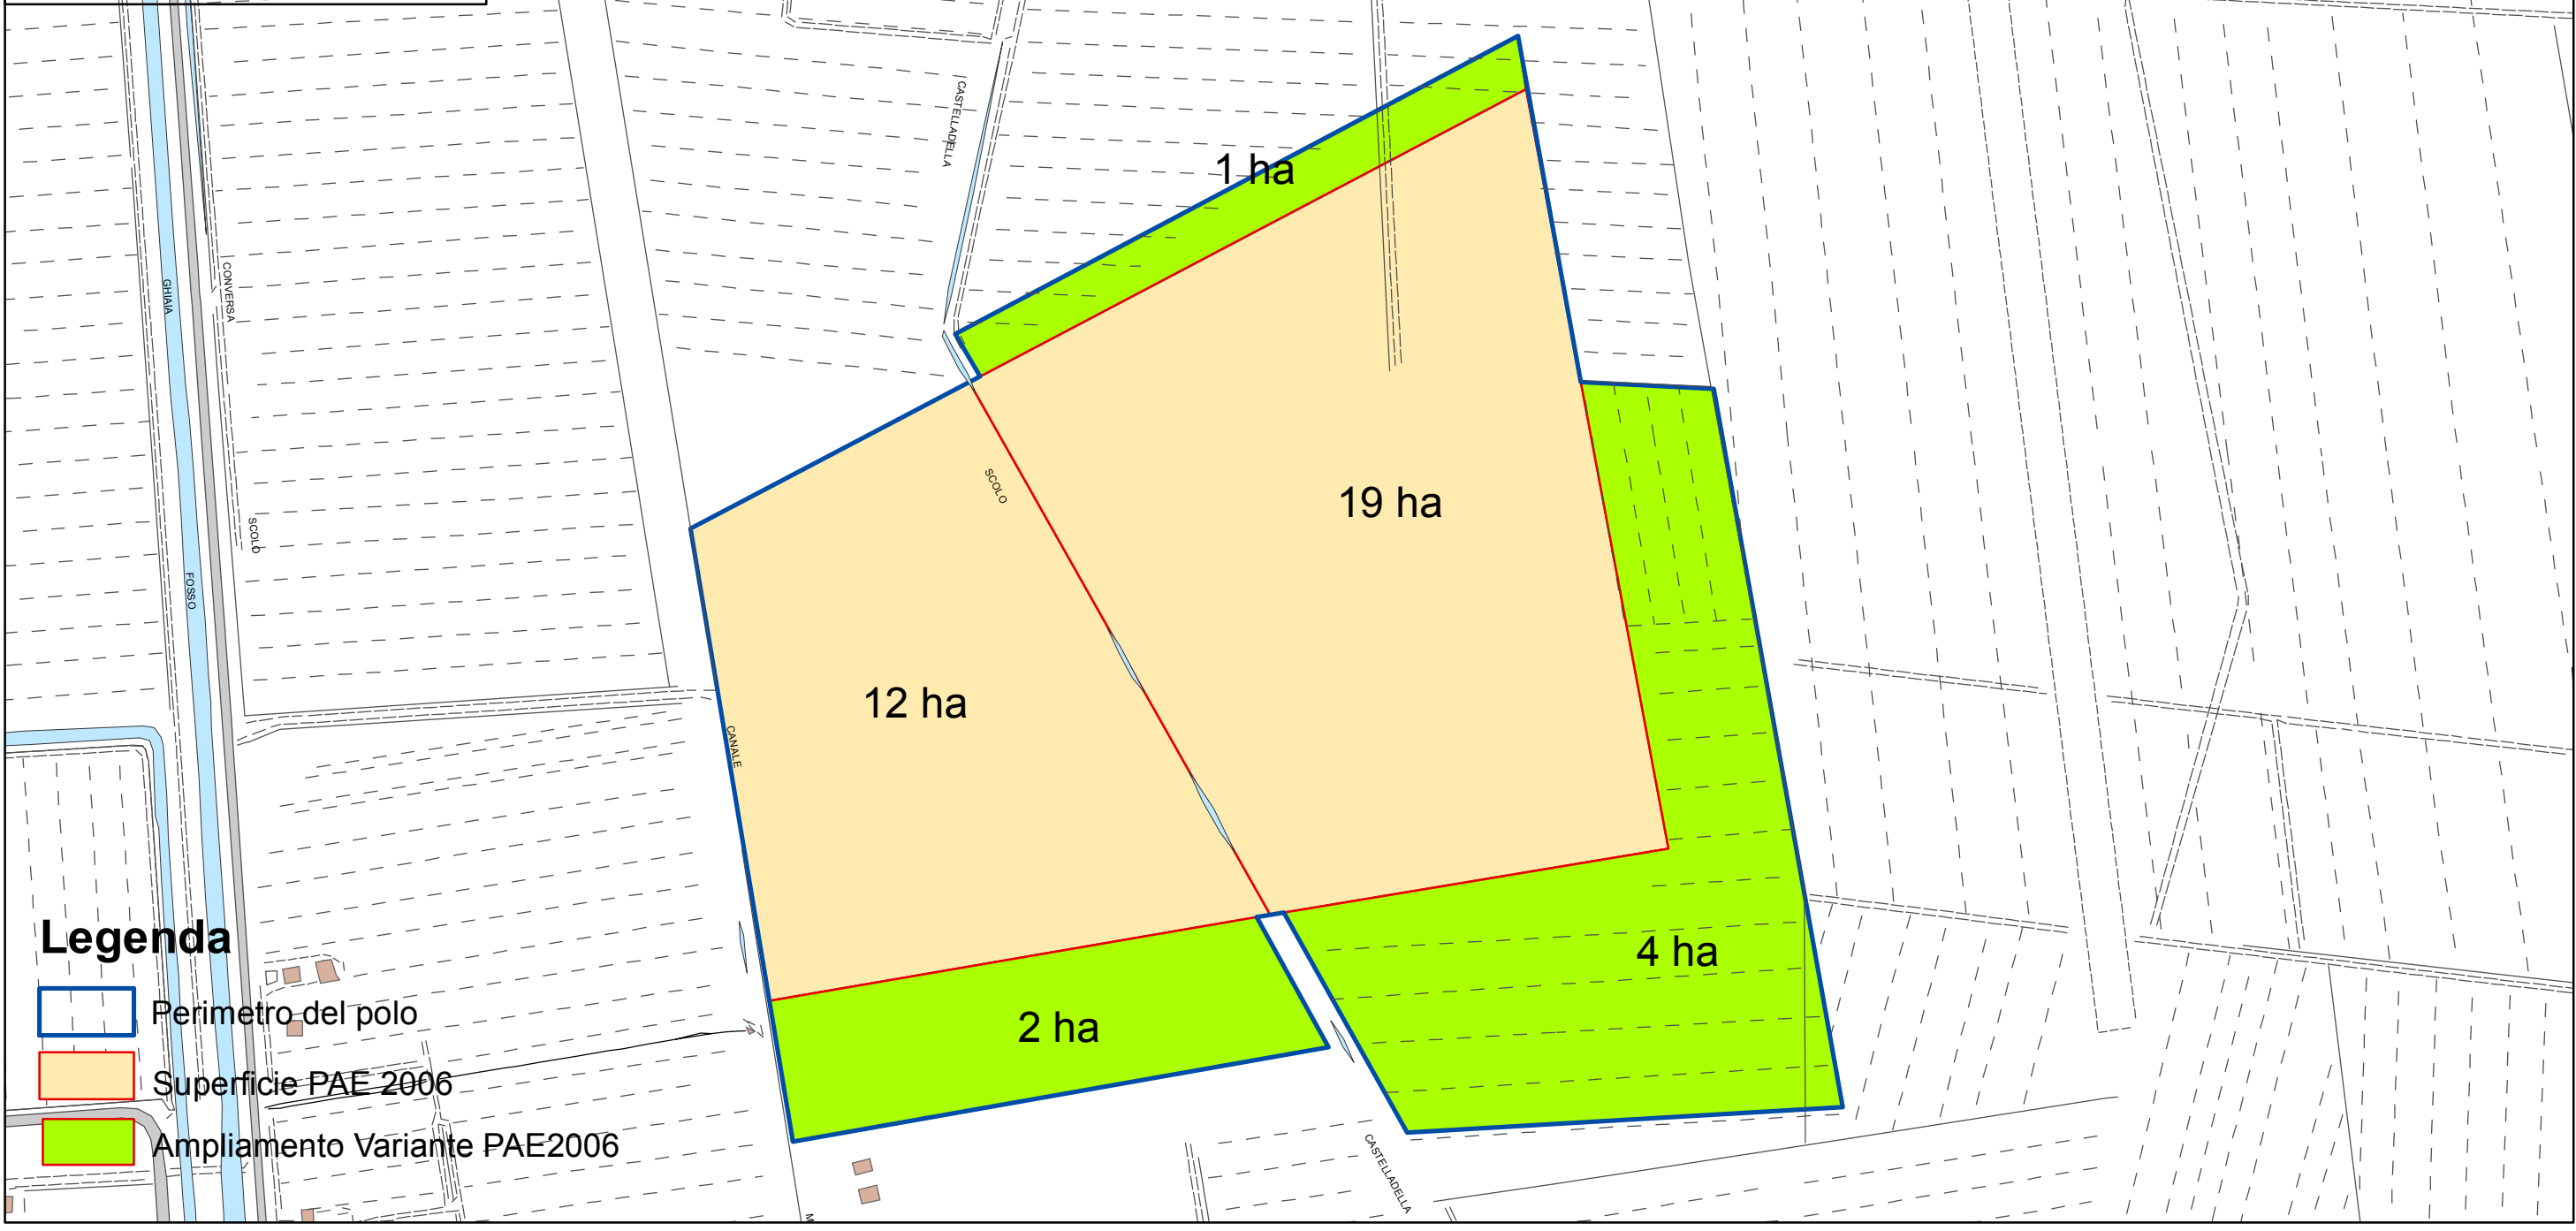 CASTELLADELLA
1 ha
GHIAIA
CONVERSA
19 ha
SCOLO
SCOLO
FOSSO
12 ha
CANALE
4 ha
2 ha
Legenda
Perimetro del polo
Superficie PAE 2006
Ampliamento Variante PAE2006
CASTELLADELLA
M